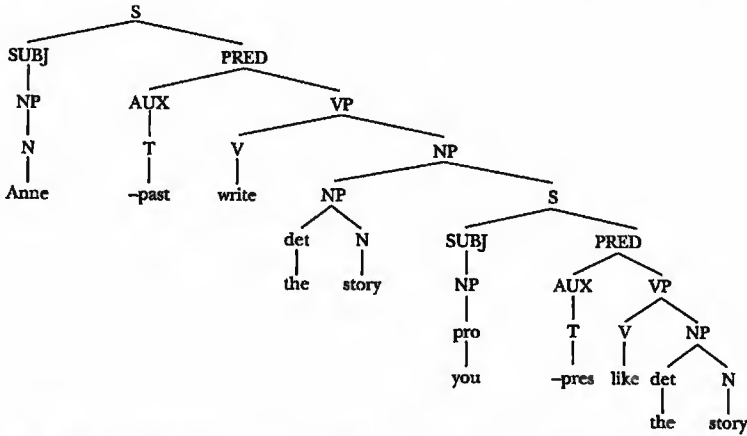 S
SUBJ PRED
NP AUX VP
N T V NP
Anne –past write NP S
det N SUBJ PRED
the story NP AUX VP
pro T V NP
you –pres like det N
the story